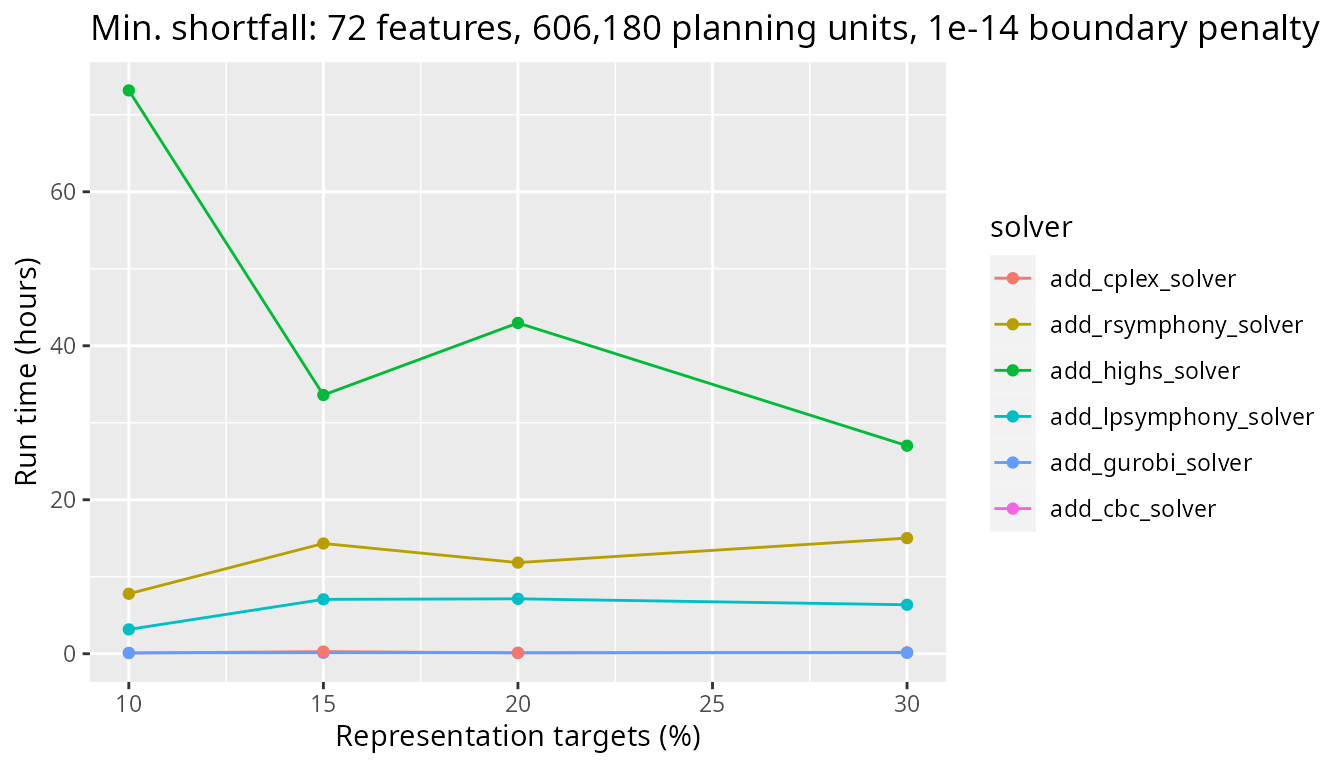 Min. shortfall: 72 features, 606,180 planning units, 1e-14 boundary penalty
Run time (hours)
60
40
20
0
10
15
20
25
30
Representation targets (%)
solver
add_cplex_solver
add_rsymphony_solver
add_highs_solver
add_lpsymphony_solver
add_gurobi_solver
add_cbc_solver